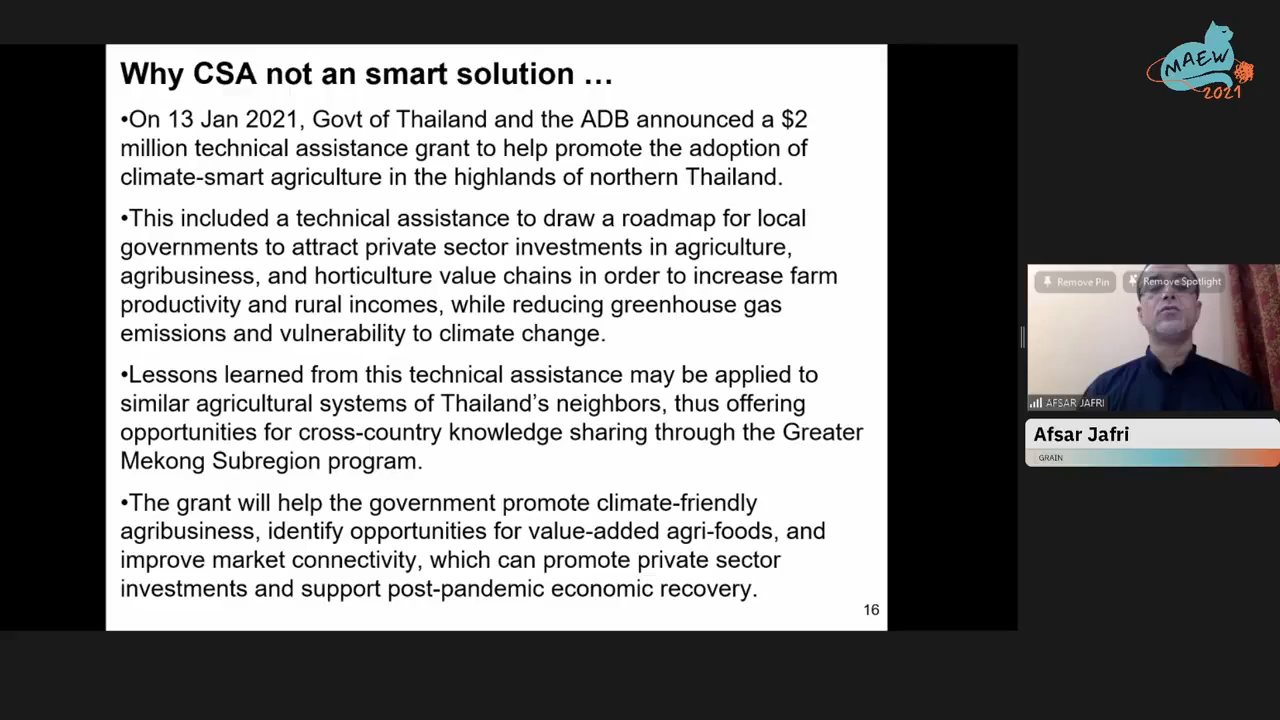 Why CSA not an smart solution …
•On 13 Jan 2021, Govt of Thailand and the ADB announced a $2
million technical assistance grant to help promote the adoption of
climate-smart agriculture in the highlands of northern Thailand.
•This included a technical assistance to draw a roadmap for local
governments to attract private sector investments in agriculture,
agribusiness, and horticulture value chains in order to increase farm
productivity and rural incomes, while reducing greenhouse gas
emissions and vulnerability to climate change.
•Lessons learned from this technical assistance may be applied to
similar agricultural systems of Thailand’s neighbors, thus offering
opportunities for cross-country knowledge sharing through the Greater
Mekong Subregion program.
•The grant will help the government promote climate-friendly
agribusiness, identify opportunities for value-added agri-foods, and
improve market connectivity, which can promote private sector
investments and support post-pandemic economic recovery.
16
MAEW
2021
Remove Pin
Remove Spotlight
AFSAR JAFRI
Afsar Jafri
GRAIN